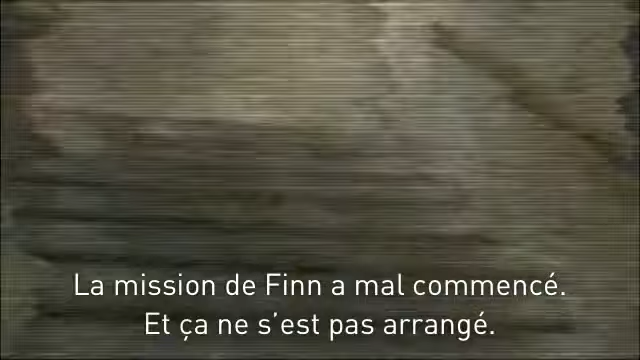 La mission de Finn a mal commencé.
Et ça ne s'est pas arrangé.